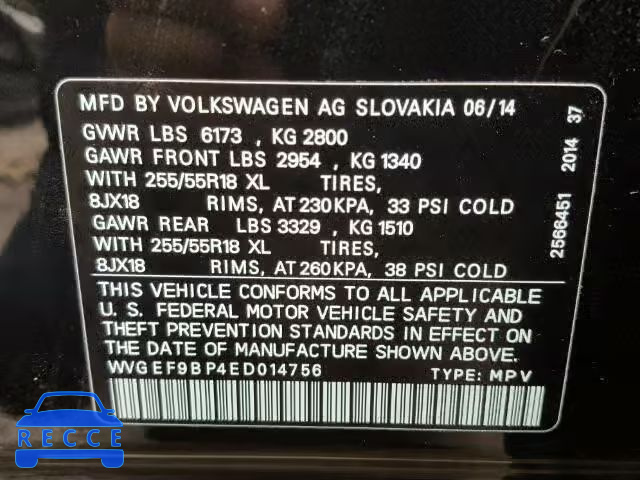 MFD BY VOLKSWAGEN AG SLOVAKIA 06/14
GVWR LBS 6173 , KG 2800
GAWR FRONT LBS 2954 , KG 1340
WITH 255/55R18 XL TIRES,
8JX18 RIMS, AT 230KPA, 33 PSI COLD
GAWR REAR LBS 3329 , KG 1510
WITH 255/55R18 XL TIRES,
8JX18 RIMS, AT 260KPA, 38 PSI COLD
THIS VEHICLE CONFORMS TO ALL APPLICABLE
U. S. FEDERAL MOTOR VEHICLE SAFETY AND
THEFT PREVENTION STANDARDS IN EFFECT ON
THE DATE OF MANUFACTURE SHOWN ABOVE.
WVGEF9BP4ED014756 TYPE: MPV
2566451 2014 37
RECCE.COM